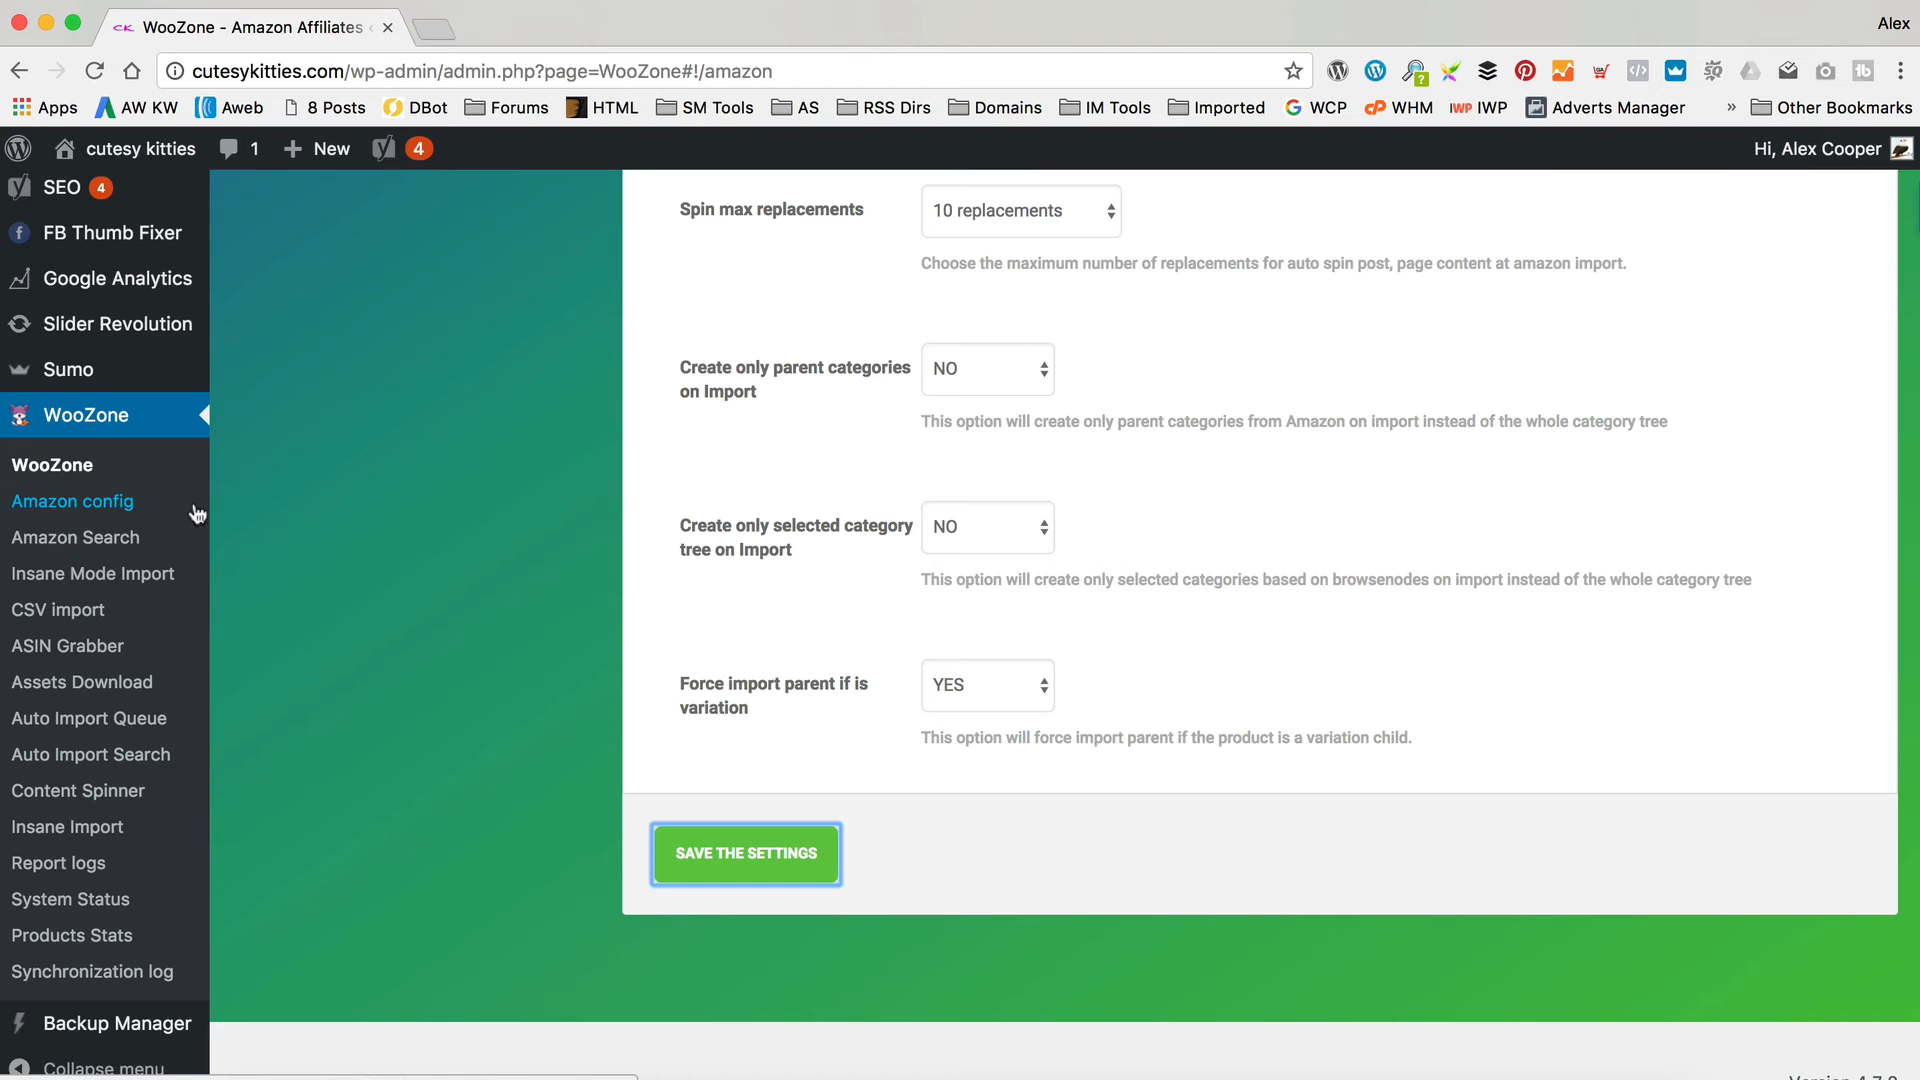 CK WooZone - Amazon Affiliates
Alex
cutesykitties.com/wp-admin/admin.php?page=WooZone#!/amazon
Apps AW KW Aweb 8 Posts DBot Forums HTML SM Tools AS RSS Dirs Domains IM Tools Imported WCP WHM IWP Adverts Manager » Other Bookmarks
cutesy kitties 1 New 4 Hi, Alex Cooper
SEO 4
FB Thumb Fixer
Google Analytics
Slider Revolution
Sumo
WooZone
WooZone
Amazon config
Amazon Search
Insane Mode Import
CSV import
ASIN Grabber
Assets Download
Auto Import Queue
Auto Import Search
Content Spinner
Insane Import
Report logs
System Status
Products Stats
Synchronization log
Backup Manager
Collapse menu
Spin max replacements
10 replacements
Choose the maximum number of replacements for auto spin post, page content at amazon import.
Create only parent categories
on Import
NO
This option will create only parent categories from Amazon on import instead of the whole category tree
Create only selected category
tree on Import
NO
This option will create only selected categories based on browsenodes on import instead of the whole category tree
Force import parent if is
variation
YES
This option will force import parent if the product is a variation child.
SAVE THE SETTINGS